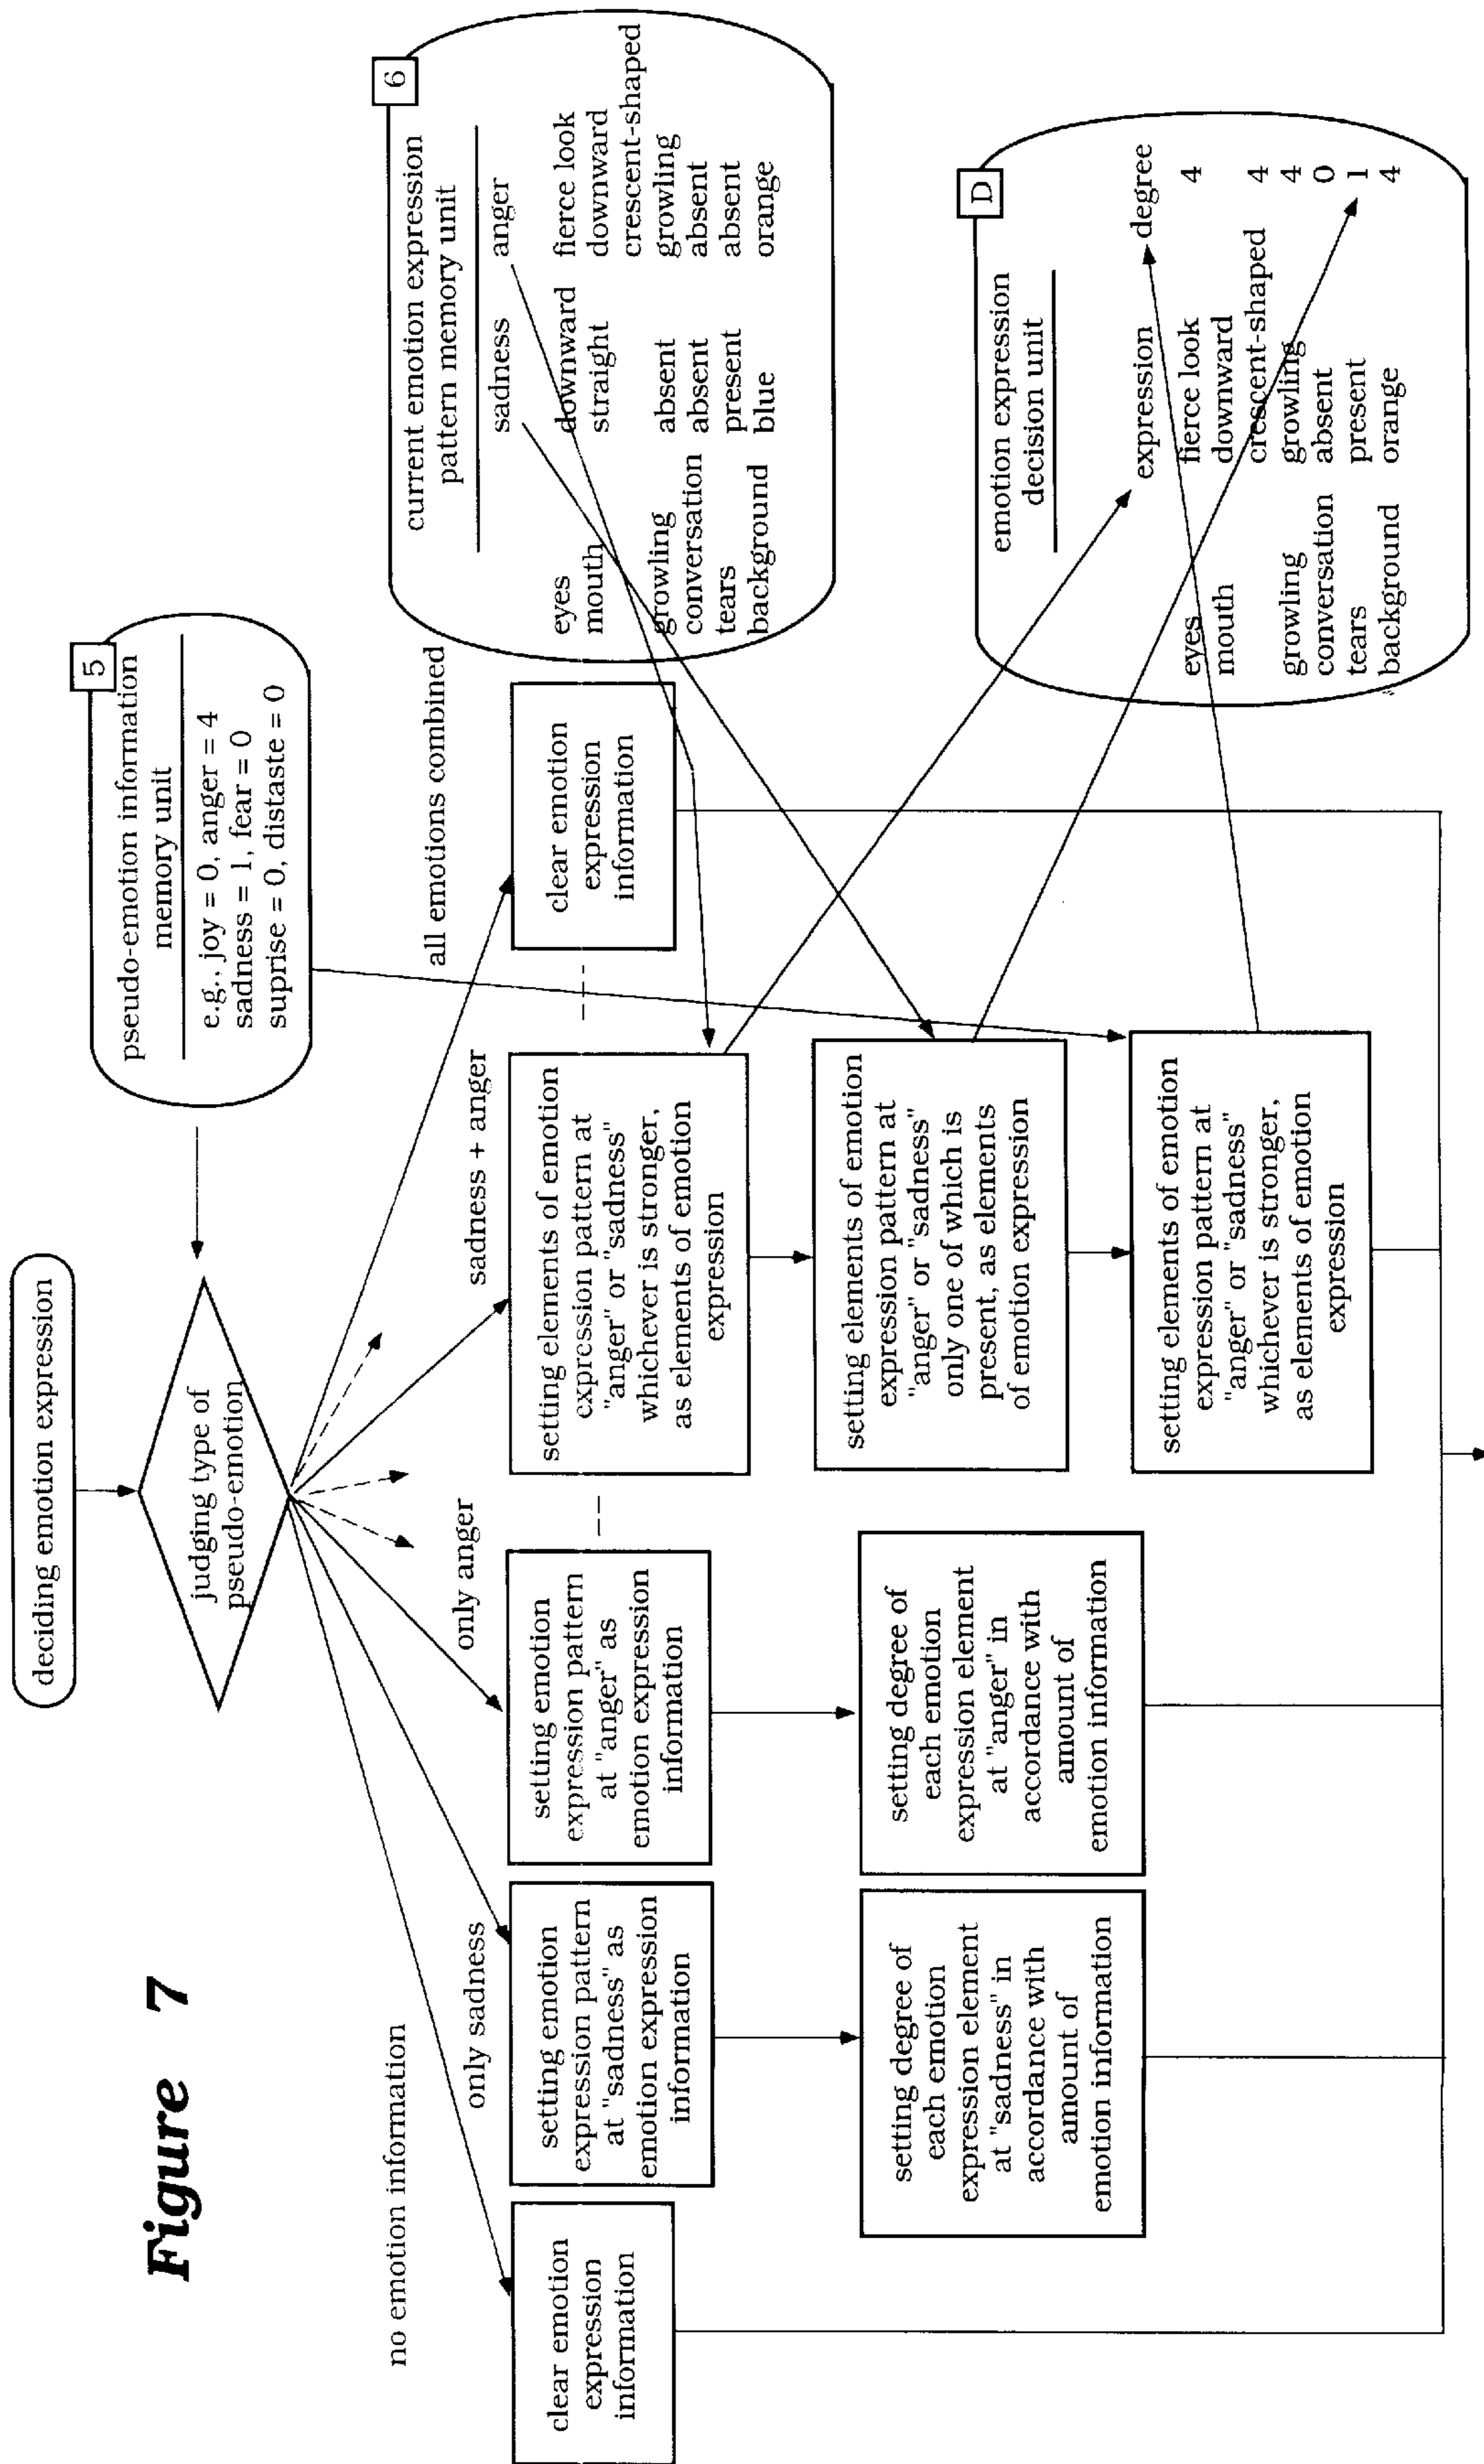 Figure 7
deciding emotion expression
judging type of
pseudo-emotion
5
pseudo-emotion information
memory unit
e.g., joy = 0, anger = 4
sadness = 1, fear = 0
suprise = 0, distaste = 0
no emotion information
only sadness
only anger
sadness + anger
all emotions combined
clear emotion
expression
information
setting emotion
expression pattern
at "sadness" as
emotion expression
information
setting emotion
expression pattern
at "anger" as
emotion expression
information
setting elements of emotion
expression pattern at
"anger" or "sadness"
whichever is stronger,
as elements of emotion
expression
clear emotion
expression
information
setting degree of
each emotion
expression element
at "sadness" in
accordance with
amount of
emotion information
setting degree of
each emotion
expression element
at "anger" in
accordance with
amount of
emotion information
setting elements of emotion
expression pattern at
"anger" or "sadness"
only one of which is
present, as elements
of emotion expression
setting elements of emotion
expression pattern at
"anger" or "sadness"
whichever is stronger,
as elements of emotion
expression
6
current emotion expression
pattern memory unit
sadness anger
eyes downward fierce look
mouth straight downward
crescent-shaped
growling absent growling
conversation absent absent
tears present absent
background blue orange
D
emotion expression
decision unit
expression degree
eyes fierce look 4
mouth downward
crescent-shaped 4
growling growling 4
conversation absent 0
tears present 1
background orange 4